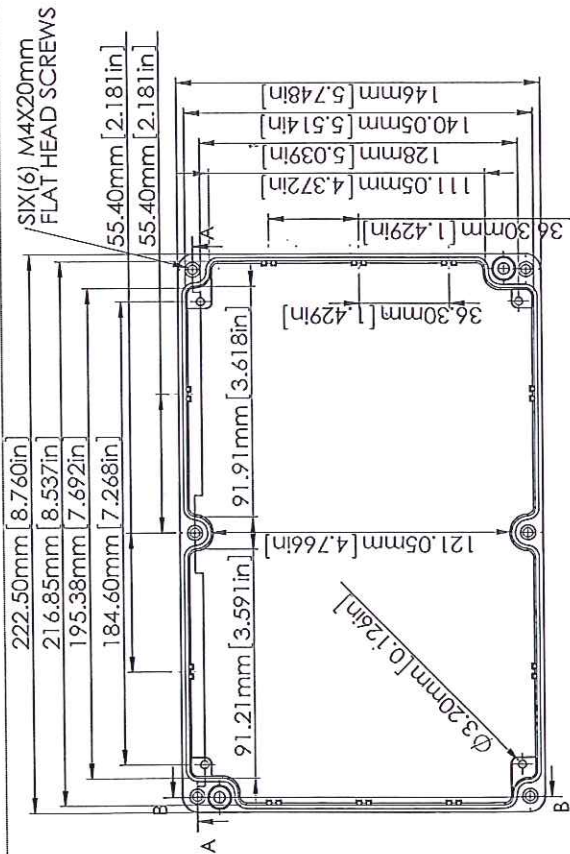 SIX(6) M4X20mm
FLAT HEAD SCREWS
222.50mm [8.760in]
216.85mm [8.537in]
195.38mm [7.692in]
184.60mm [7.268in]
55.40mm [2.181in]
55.40mm [2.181in]
146mm [5.748in]
140.05mm [5.514in]
128mm [5.039in]
111.05mm [4.372in]
36.30mm [1.429in]
36.30mm [1.429in]
91.91mm [3.618in]
91.21mm [3.591in]
121.05mm [4.766in]
Ø3.20mm [0.126in]
A
A
B
B